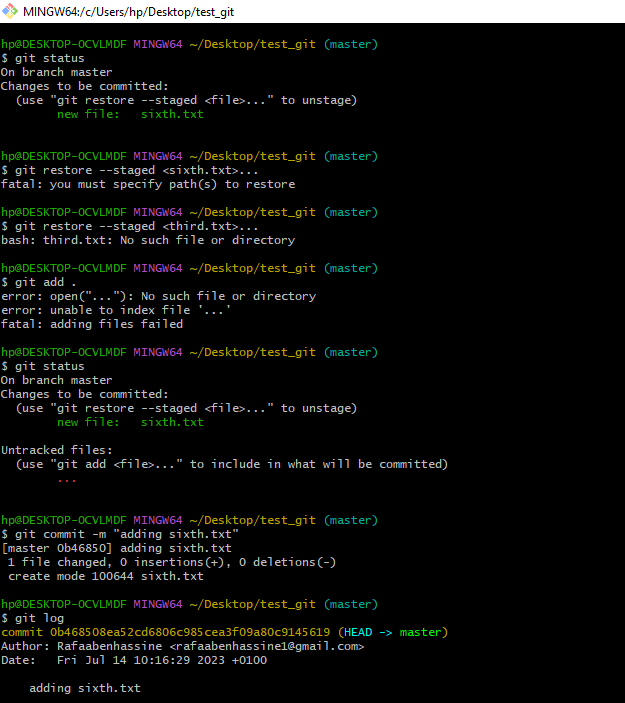 MINGW64:/c/Users/hp/Desktop/test_git
hp@DESKTOP-OCVLMDF MINGW64 ~/Desktop/test_git (master)
$ git status
On branch master
Changes to be committed:
  (use "git restore --staged <file>..." to unstage)
        new file:   sixth.txt
hp@DESKTOP-OCVLMDF MINGW64 ~/Desktop/test_git (master)
$ git restore --staged <sixth.txt>...
fatal: you must specify path(s) to restore
hp@DESKTOP-OCVLMDF MINGW64 ~/Desktop/test_git (master)
$ git restore --staged <third.txt>...
bash: third.txt: No such file or directory
hp@DESKTOP-OCVLMDF MINGW64 ~/Desktop/test_git (master)
$ git add .
error: open("..."): No such file or directory
error: unable to index file '...'
fatal: adding files failed
hp@DESKTOP-OCVLMDF MINGW64 ~/Desktop/test_git (master)
$ git status
On branch master
Changes to be committed:
  (use "git restore --staged <file>..." to unstage)
        new file:   sixth.txt
Untracked files:
  (use "git add <file>..." to include in what will be committed)
        ...
hp@DESKTOP-OCVLMDF MINGW64 ~/Desktop/test_git (master)
$ git commit -m "adding sixth.txt"
[master 0b46850] adding sixth.txt
 1 file changed, 0 insertions(+), 0 deletions(-)
 create mode 100644 sixth.txt
hp@DESKTOP-OCVLMDF MINGW64 ~/Desktop/test_git (master)
$ git log
commit 0b468508ea52cd6806c985cea3f09a80c9145619 (HEAD -> master)
Author: Rafaabenhassine <rafaabenhassine1@gmail.com>
Date:   Fri Jul 14 10:16:29 2023 +0100
    adding sixth.txt